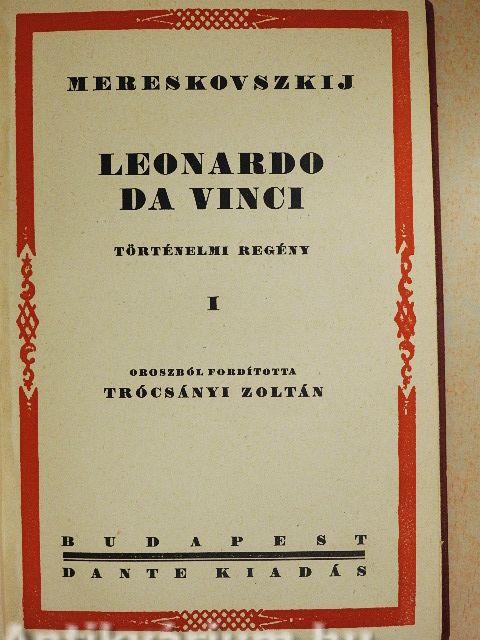 MERESKOVSZKIJ
LEONARDO
DA VINCI
TÖRTÉNELMI REGÉNY
I
OROSZBÓL FORDÍTOTTA
TRÓCSÁNYI ZOLTÁN
BUDAPEST
DANTE KIADÁS